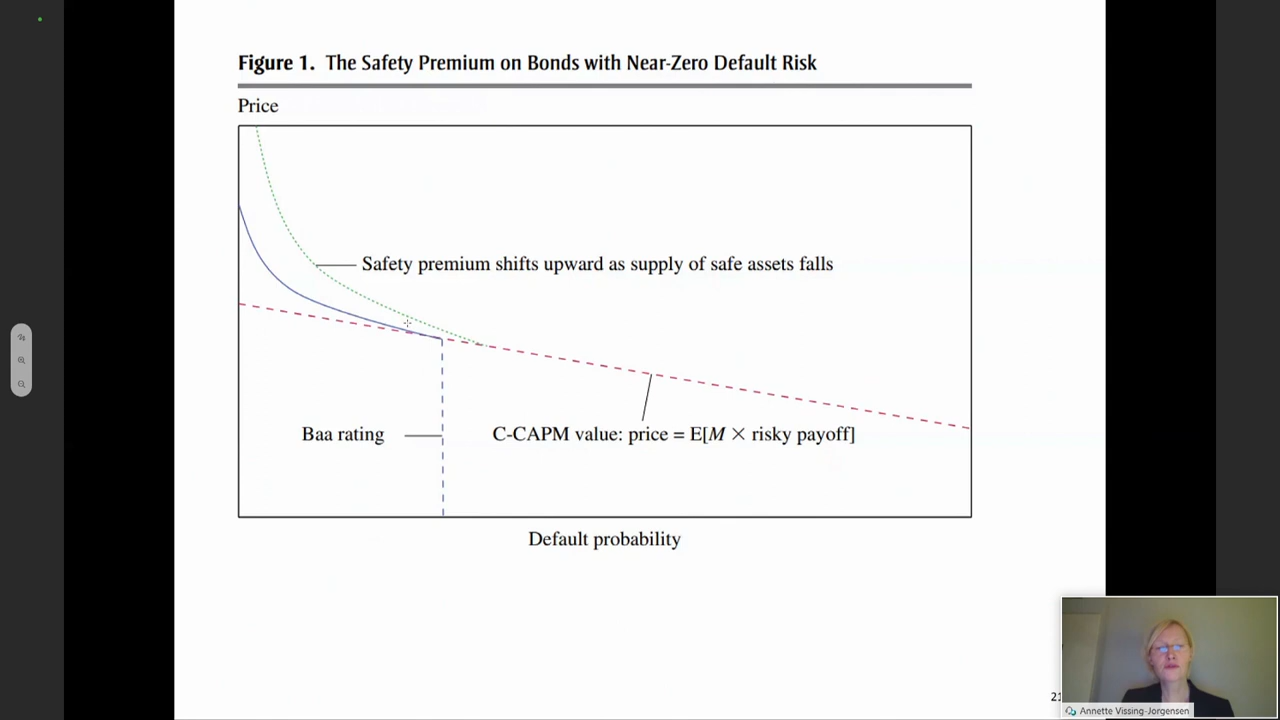 Figure 1. The Safety Premium on Bonds with Near-Zero Default Risk
Price
Safety premium shifts upward as supply of safe assets falls
Baa rating
C-CAPM value: price = E[M × risky payoff]
Default probability
21
Annette Vissing-Jorgensen